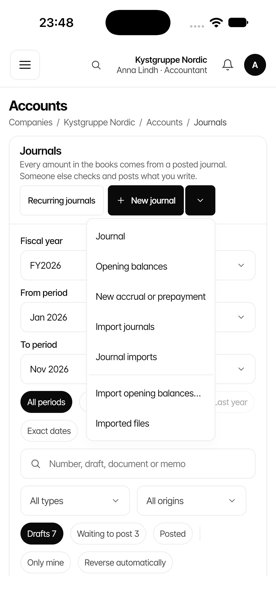 23:48
Kystgruppe Nordic
Anna Lindh · Accountant
A
Accounts
Companies / Kystgruppe Nordic / Accounts / Journals
Journals
Every amount in the books comes from a posted journal.
Someone else checks and posts what you write.
Recurring journals
+ New journal
Journal
Opening balances
New accrual or prepayment
Import journals
Journal imports
Import opening balances...
Imported files
Fiscal year
FY2026
From period
Jan 2026
To period
Nov 2026
All periods
year
Exact dates
Number, draft, document or memo
All types
All origins
Drafts 7
Waiting to post 3
Posted
Only mine
Reverse automatically